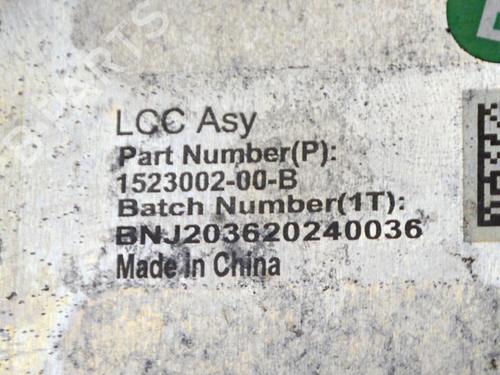 LCC Asy
Part Number(P):
1523002-00-B
Batch Number(1T):
BNJ203620240036
Made In China